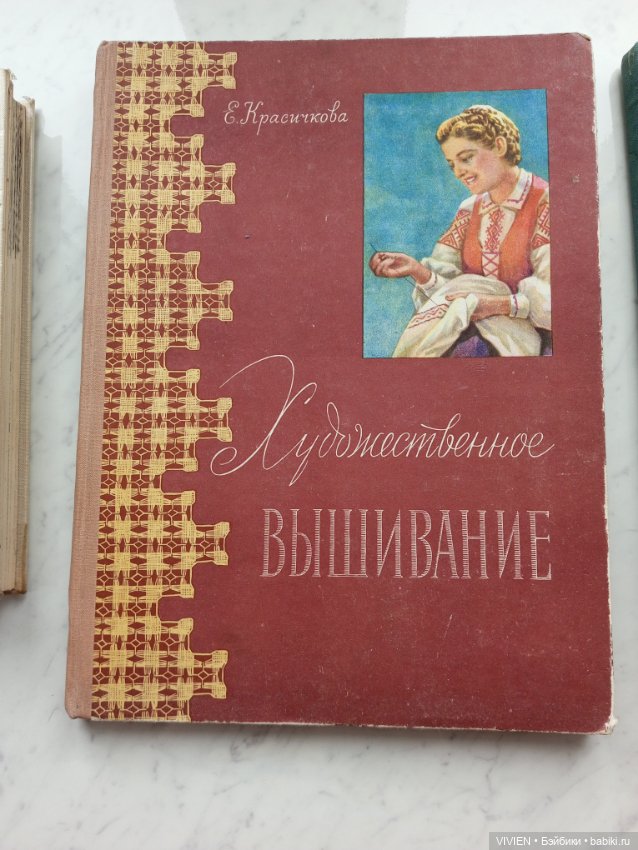 Е. Красичкова
Художественное
ВЫШИВАНИЕ
VIVIEN • Бэйбики • babiki.ru